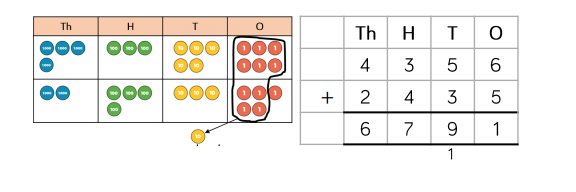 Th H T O
1000 1000 1000 100 100 100 10 10 10 1 1 1
1000 10 10 1 1 1
1000 1000 100 100 100 10 10 10 1 1 1
100 1 1
10
Th H T O
4 3 5 6
+ 2 4 3 5
6 7 9 1
1